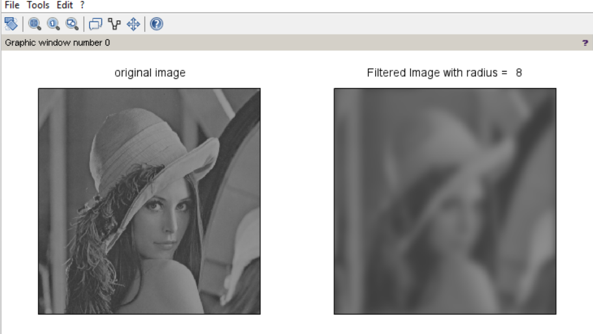 File Tools Edit ?
Graphic window number 0
?
original image
Filtered Image with radius = 8